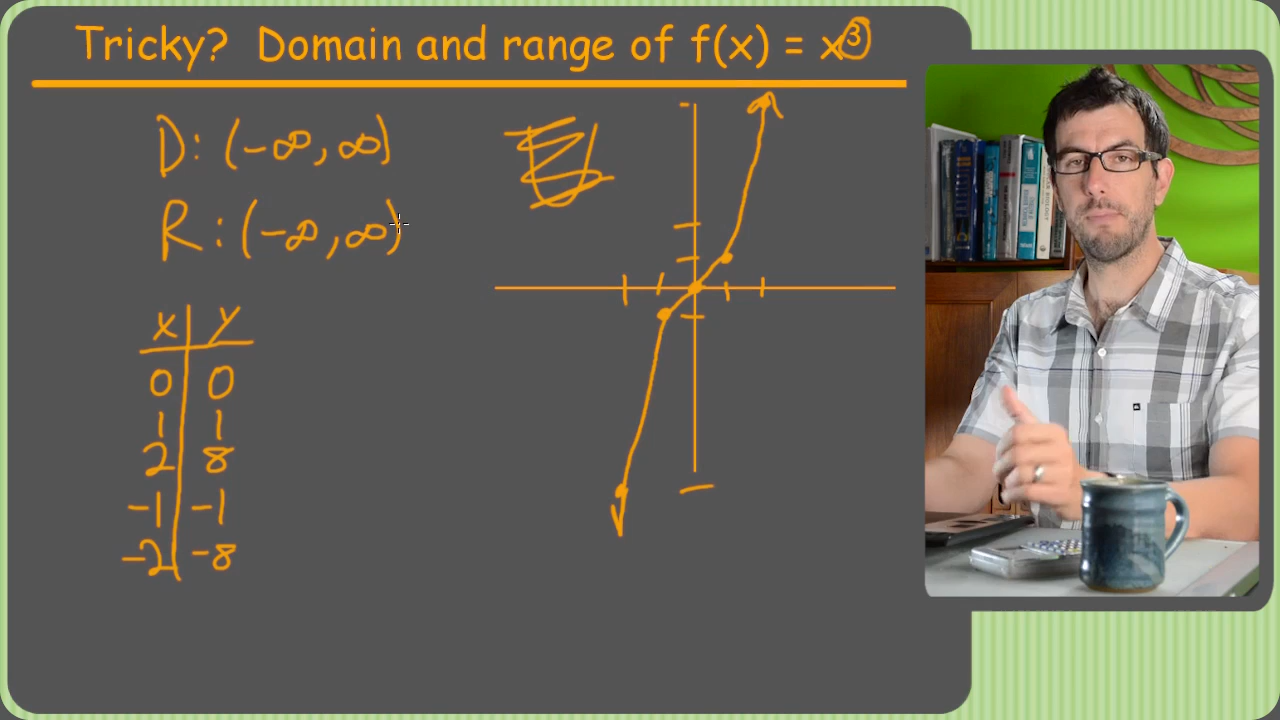 Tricky? Domain and range of f(x) = x³
D: (-∞, ∞)
R: (-∞, ∞)
x | y
0 | 0
1 | 1
2 | 8
-1 | -1
-2 | -8